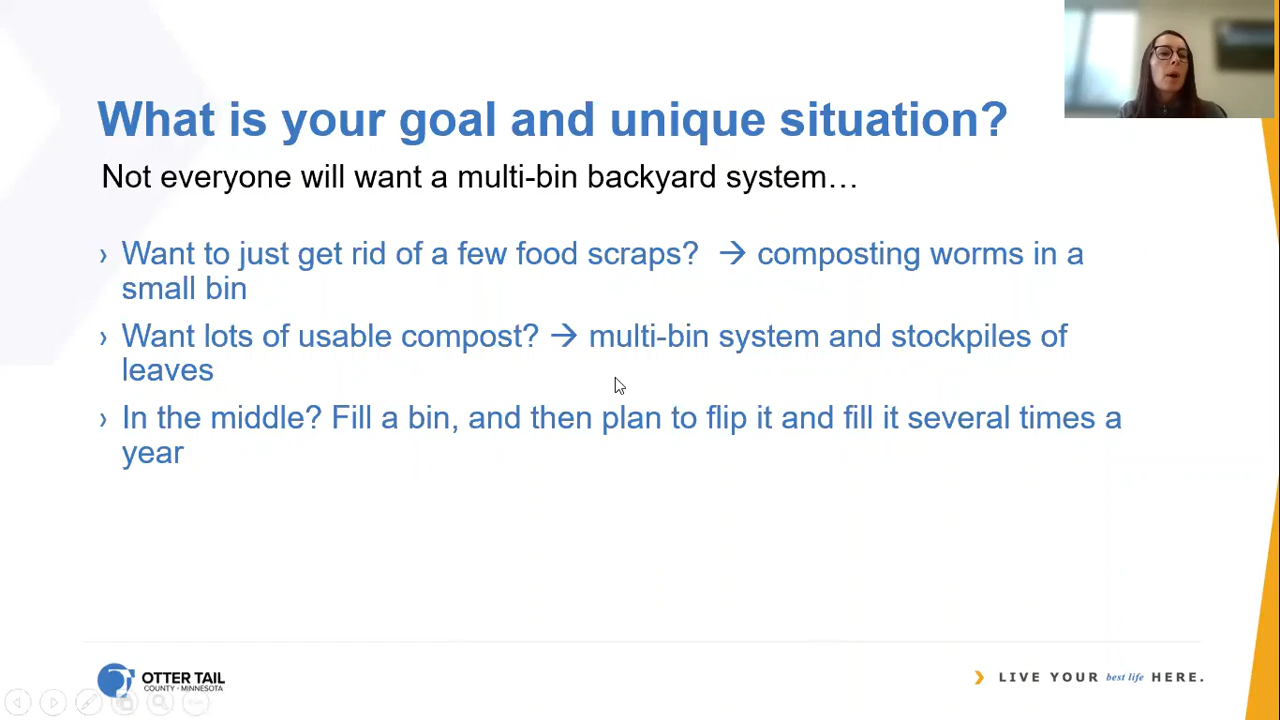 What is your goal and unique situation?
Not everyone will want a multi-bin backyard system…
› Want to just get rid of a few food scraps? → composting worms in a
small bin
› Want lots of usable compost? → multi-bin system and stockpiles of
leaves
› In the middle? Fill a bin, and then plan to flip it and fill it several times a
year
OTTER TAIL
COUNTY • MINNESOTA
LIVE YOUR best life HERE.